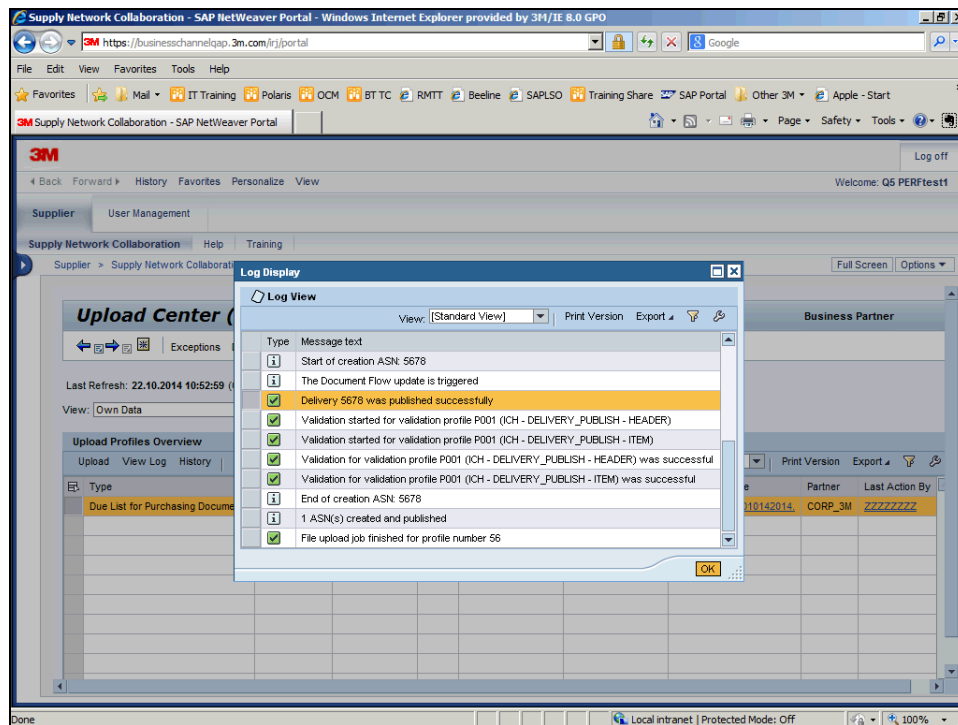 Supply Network Collaboration - SAP NetWeaver Portal - Windows Internet Explorer provided by 3M/IE 8.0 GPO
3M https://businesschannelqap.3m.com/irj/portal
Google
File Edit View Favorites Tools Help
Favorites Mail IT Training Polaris OCM BT TC RMTT Beeline SAPLSO Training Share SAP Portal Other 3M Apple - Start
3M Supply Network Collaboration - SAP NetWeaver Portal
Page Safety Tools
3M
Log off
Back Forward History Favorites Personalize View
Welcome: Q5 PERFtest1
Supplier User Management
Supply Network Collaboration Help Training
Supplier > Supply Network Collaborati
Full Screen Options
Log Display
Log View
Upload Center (
Business Partner
View: [Standard View] Print Version Export
Exceptions
Type Message text
Start of creation ASN: 5678
The Document Flow update is triggered
Last Refresh: 22.10.2014 10:52:59 (
Delivery 5678 was published successfully
View: Own Data
Validation started for validation profile P001 (ICH - DELIVERY_PUBLISH - HEADER)
Validation started for validation profile P001 (ICH - DELIVERY_PUBLISH - ITEM)
Upload Profiles Overview
Validation for validation profile P001 (ICH - DELIVERY_PUBLISH - HEADER) was successful
Upload View Log History
Print Version Export
Validation for validation profile P001 (ICH - DELIVERY_PUBLISH - ITEM) was successful
Type
e Partner Last Action By
End of creation ASN: 5678
Due List for Purchasing Docume
010142014. CORP_3M ZZZZZZZZ
1 ASN(s) created and published
File upload job finished for profile number 56
OK
Done
Local intranet | Protected Mode: Off
100%